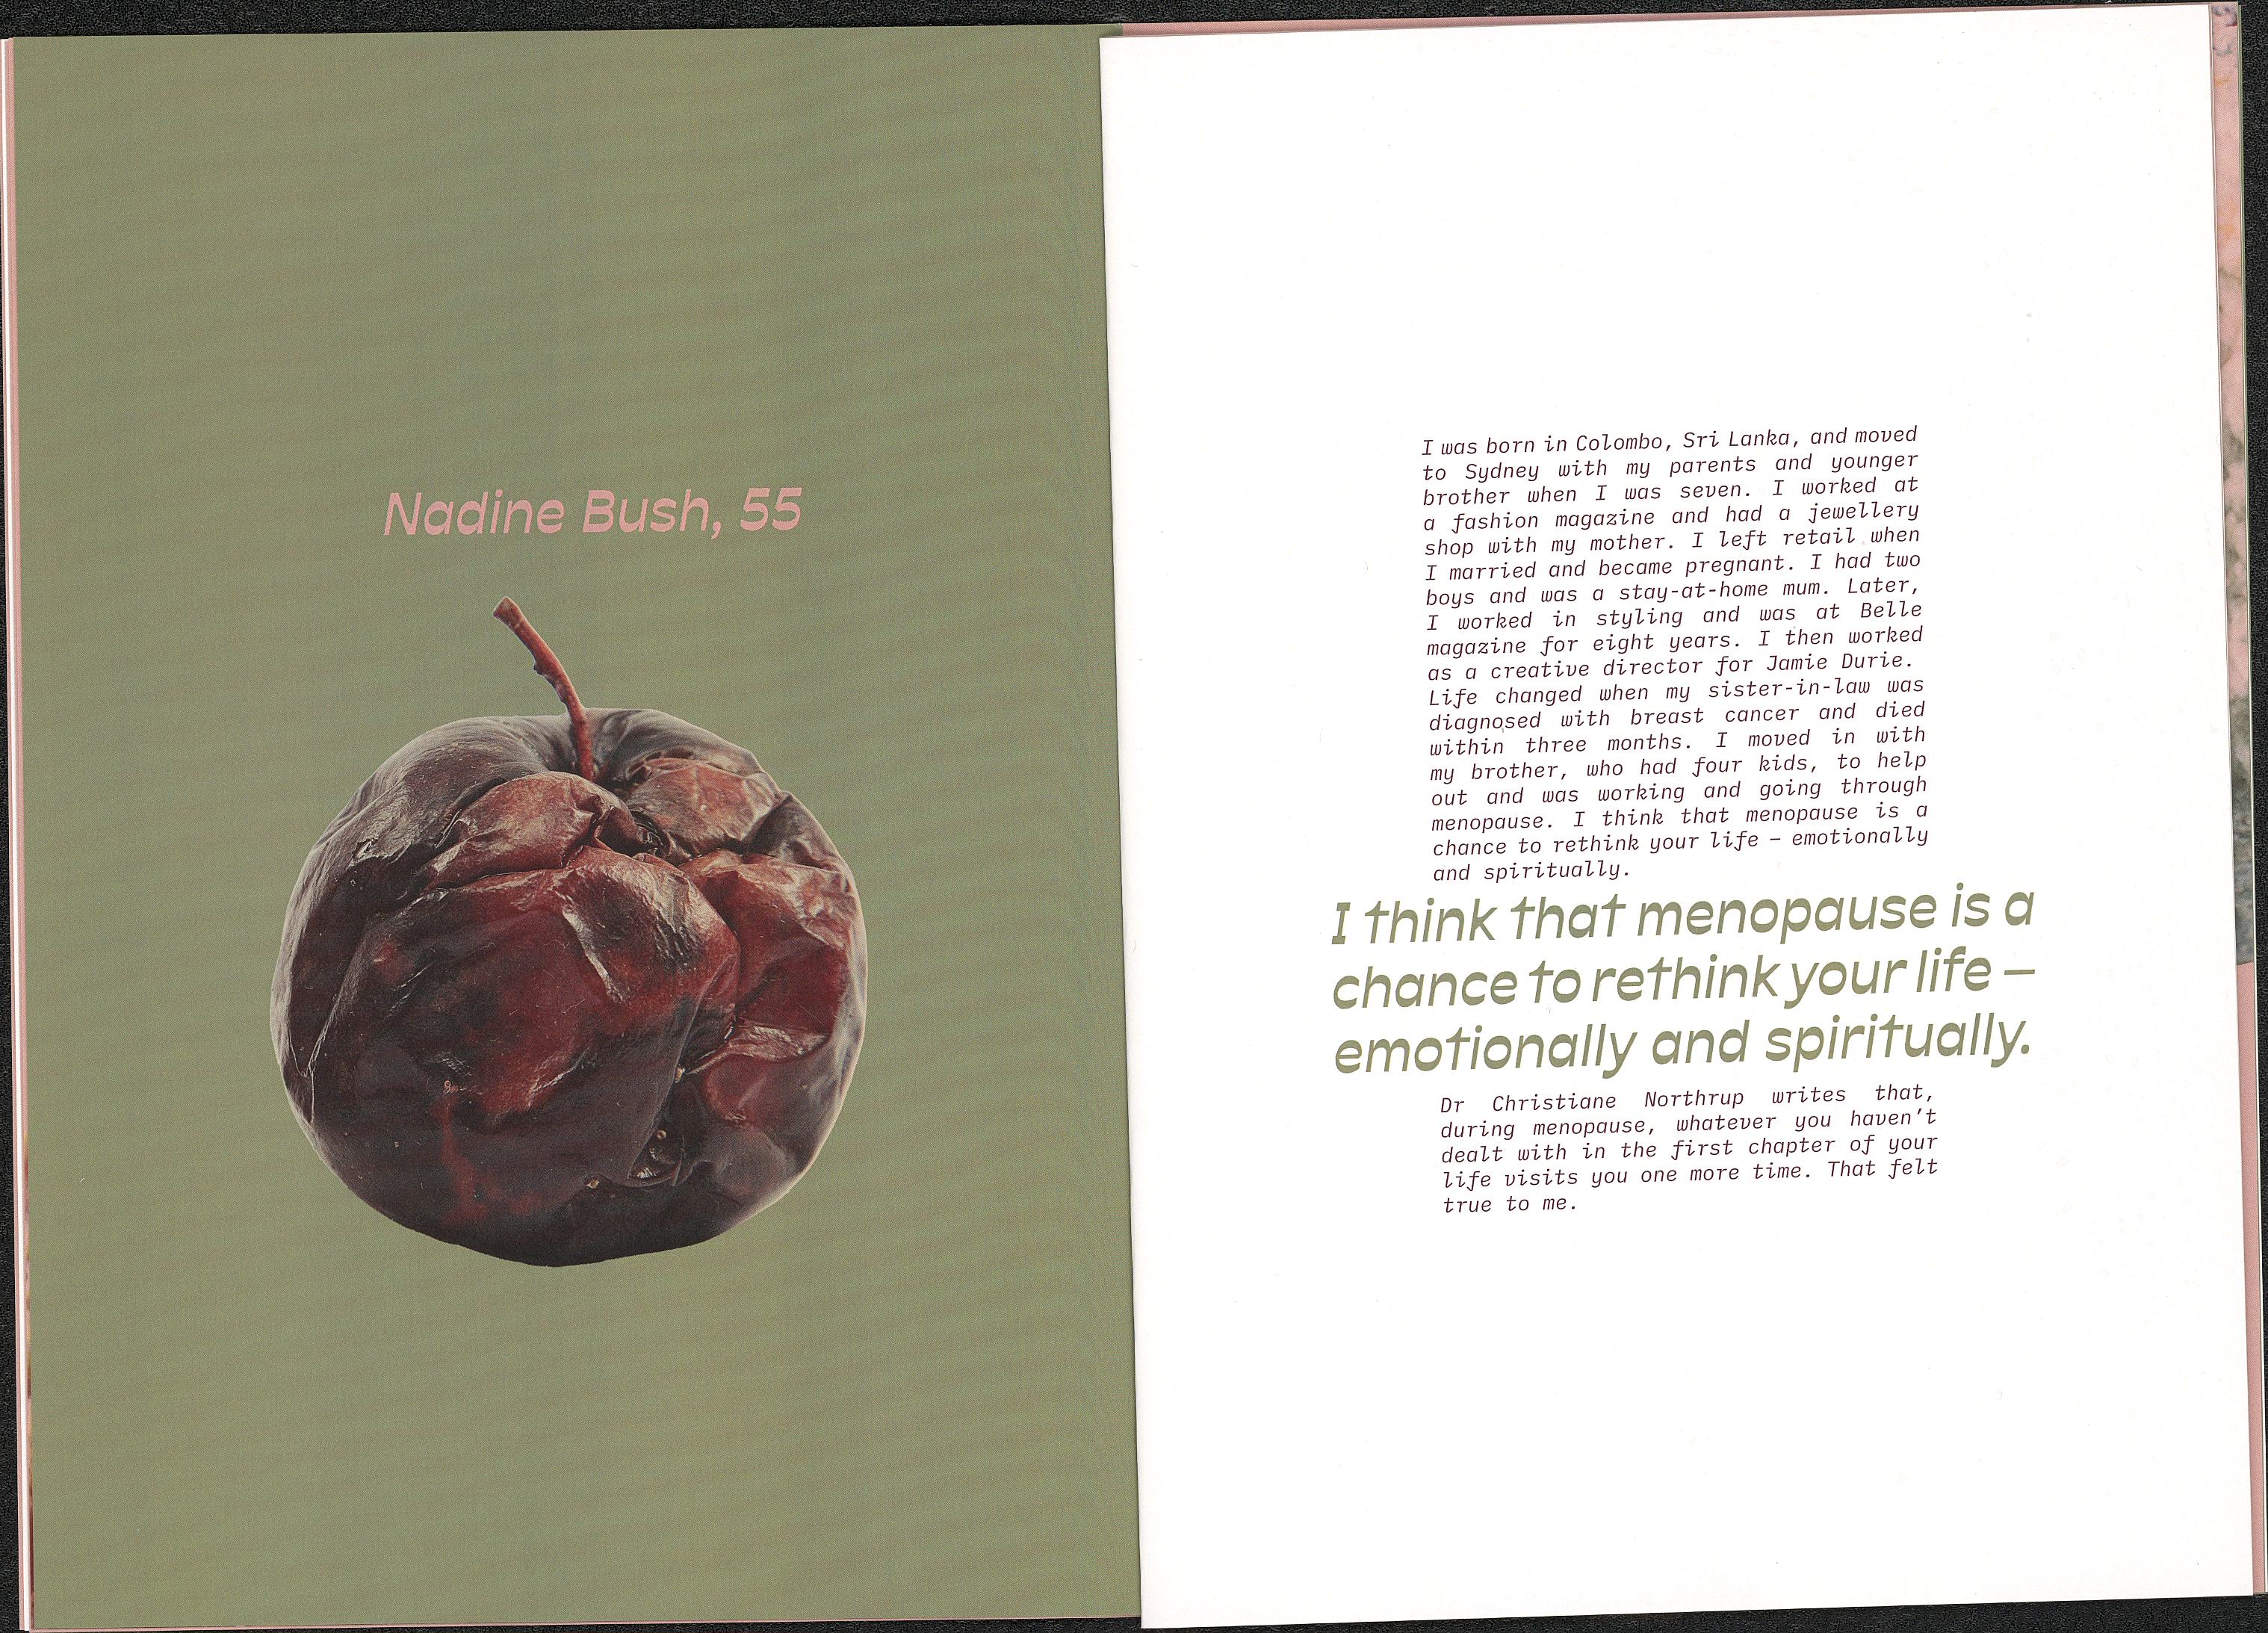 Nadine Bush, 55
I was born in Colombo, Sri Lanka, and moved
to Sydney with my parents and younger
brother when I was seven. I worked at
a fashion magazine and had a jewellery
shop with my mother. I left retail when
I married and became pregnant. I had two
boys and was a stay-at-home mum. Later,
I worked in styling and was at Belle
magazine for eight years. I then worked
as a creative director for Jamie Durie.
Life changed when my sister-in-law was
diagnosed with breast cancer and died
within three months. I moved in with
my brother, who had four kids, to help
out and was working and going through
menopause. I think that menopause is a
chance to rethink your life – emotionally
and spiritually.
I think that menopause is a
chance to rethink your life –
emotionally and spiritually.
Dr Christiane Northrup writes that,
during menopause, whatever you haven't
dealt with in the first chapter of your
life visits you one more time. That felt
true to me.